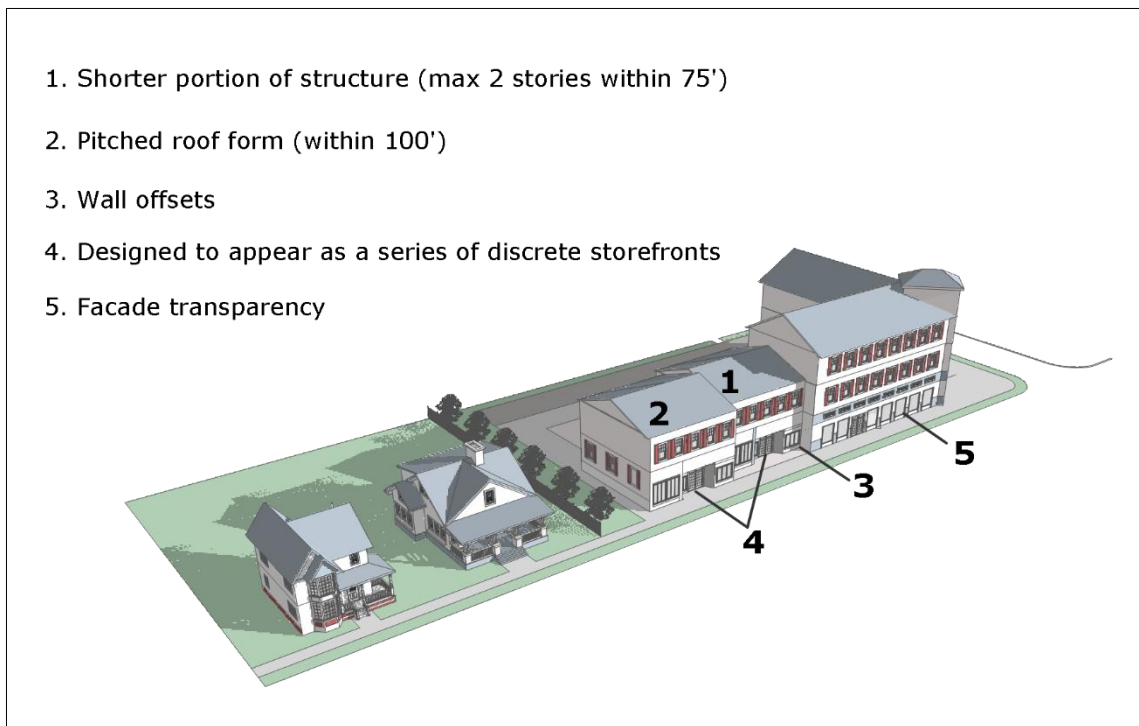 1. Shorter portion of structure (max 2 stories within 75')
2. Pitched roof form (within 100')
3. Wall offsets
4. Designed to appear as a series of discrete storefronts
5. Facade transparency
1
2
5
3
4